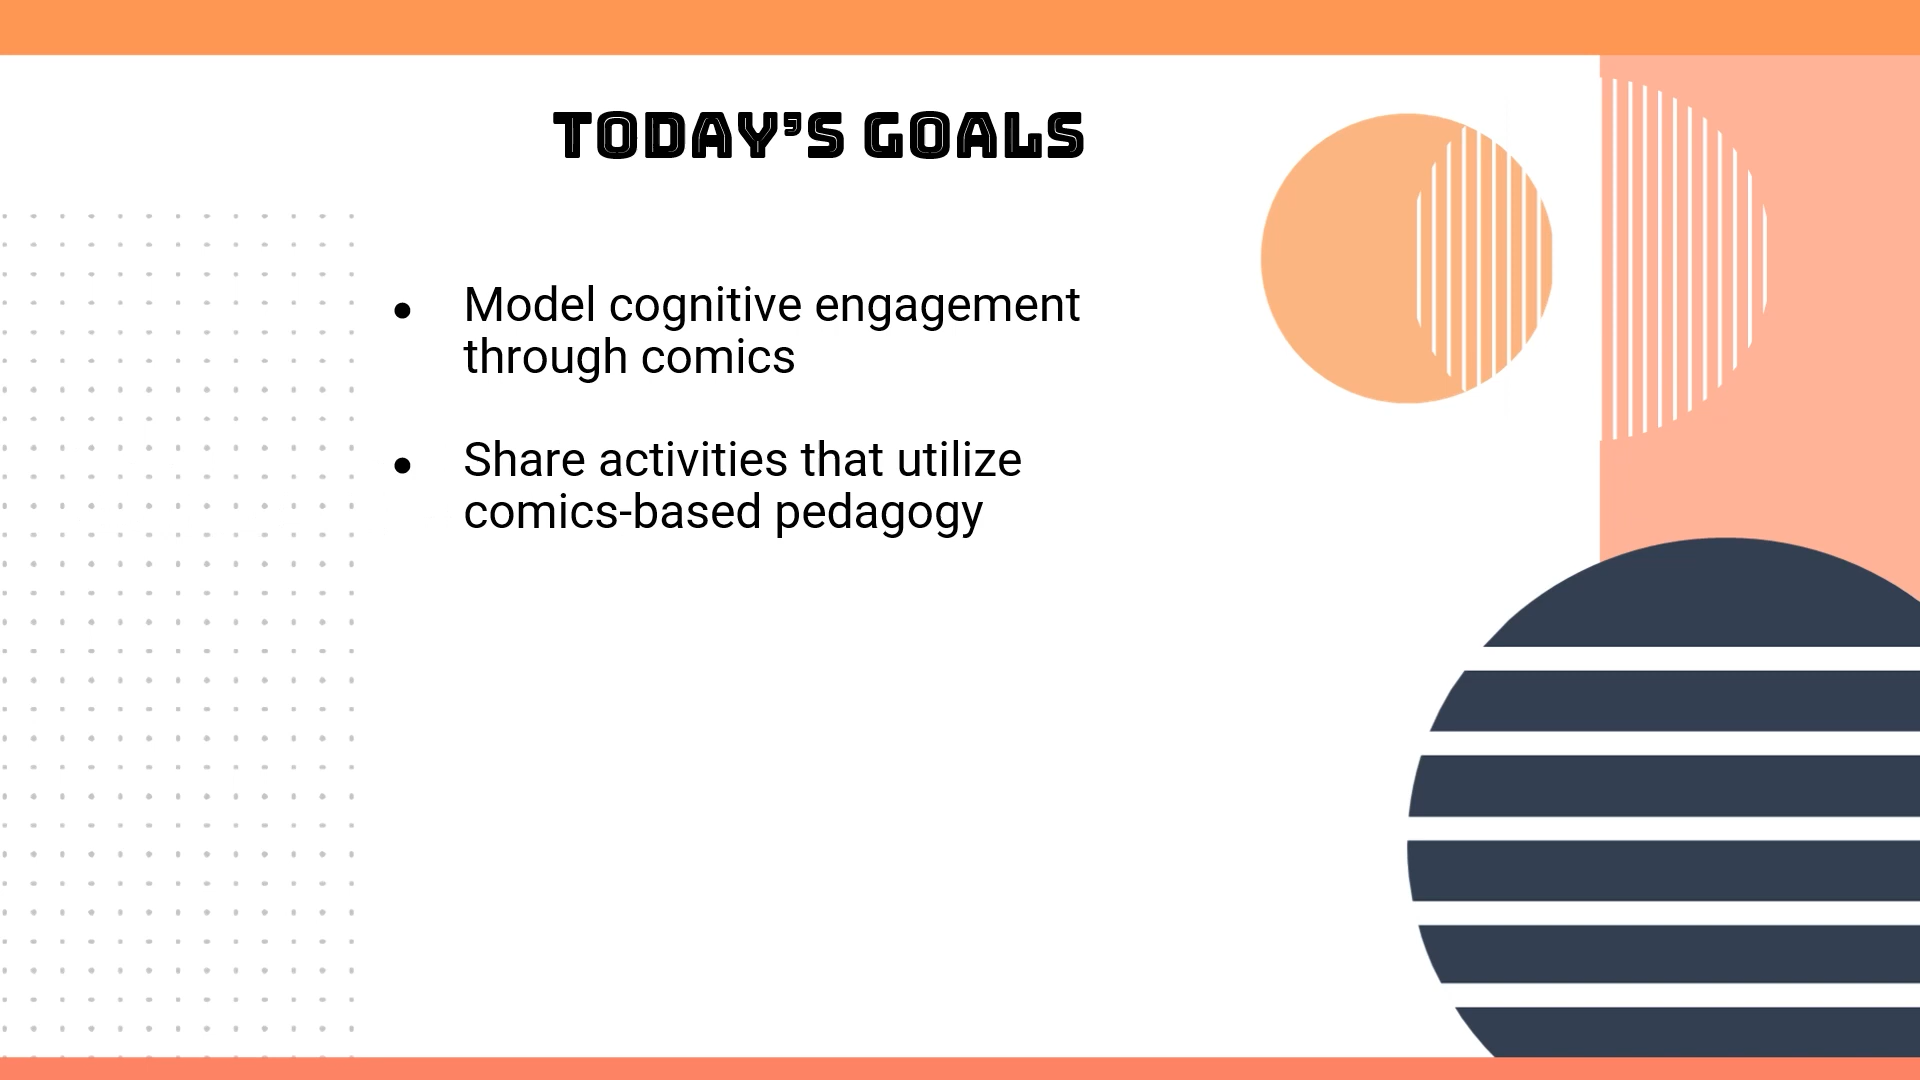 TODAY’S GOALS
● Model cognitive engagement
through comics
● Share activities that utilize
comics-based pedagogy